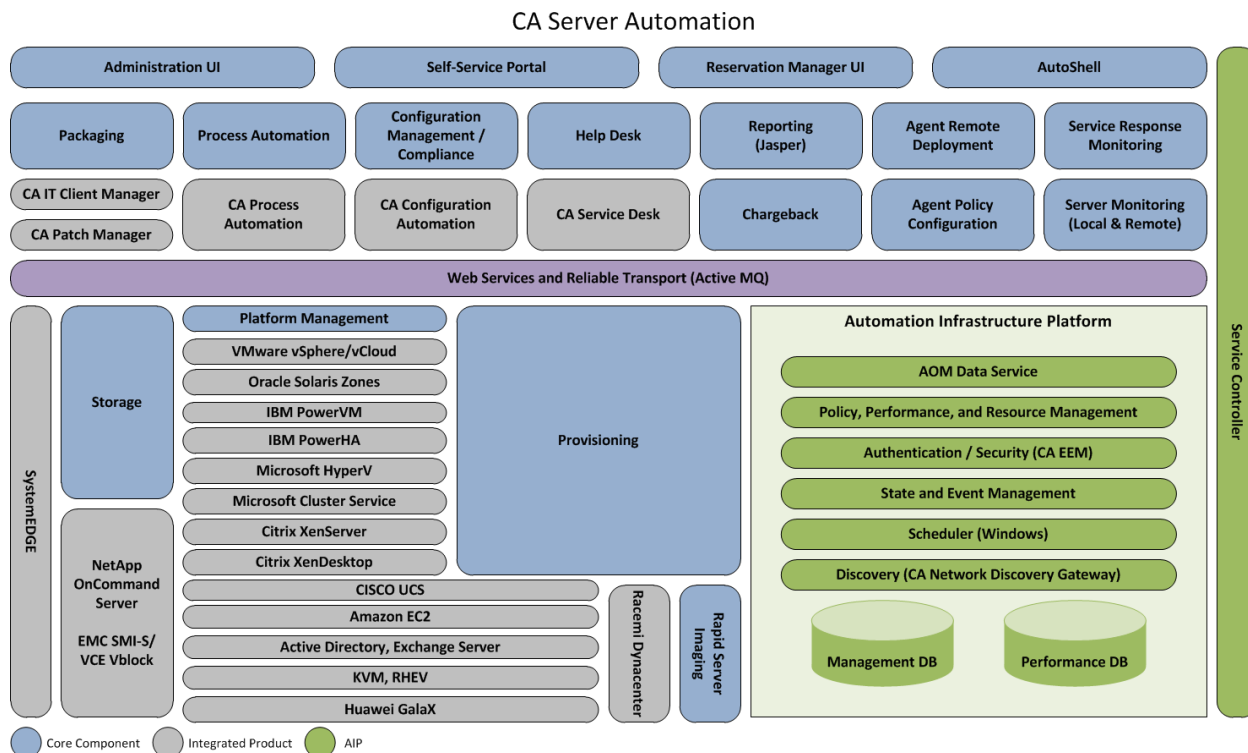 CA Server Automation
Administration UI
Self-Service Portal
Reservation Manager UI
AutoShell
Packaging
Process Automation
Configuration
Management /
Compliance
Help Desk
Reporting
(Jasper)
Agent Remote
Deployment
Service Response
Monitoring
CA IT Client Manager
CA Patch Manager
CA Process
Automation
CA Configuration
Automation
CA Service Desk
Chargeback
Agent Policy
Configuration
Server Monitoring
(Local & Remote)
Web Services and Reliable Transport (Active MQ)
Service Controller
SystemEDGE
Storage
NetApp
OnCommand
Server
EMC SMI-S/
VCE Vblock
Platform Management
VMware vSphere/vCloud
Oracle Solaris Zones
IBM PowerVM
IBM PowerHA
Microsoft HyperV
Microsoft Cluster Service
Citrix XenServer
Citrix XenDesktop
CISCO UCS
Amazon EC2
Active Directory, Exchange Server
KVM, RHEV
Huawei GalaX
Provisioning
Racemi Dynacenter
Rapid Server
Imaging
Automation Infrastructure Platform
AOM Data Service
Policy, Performance, and Resource Management
Authentication / Security (CA EEM)
State and Event Management
Scheduler (Windows)
Discovery (CA Network Discovery Gateway)
Management DB
Performance DB
Core Component
Integrated Product
AIP